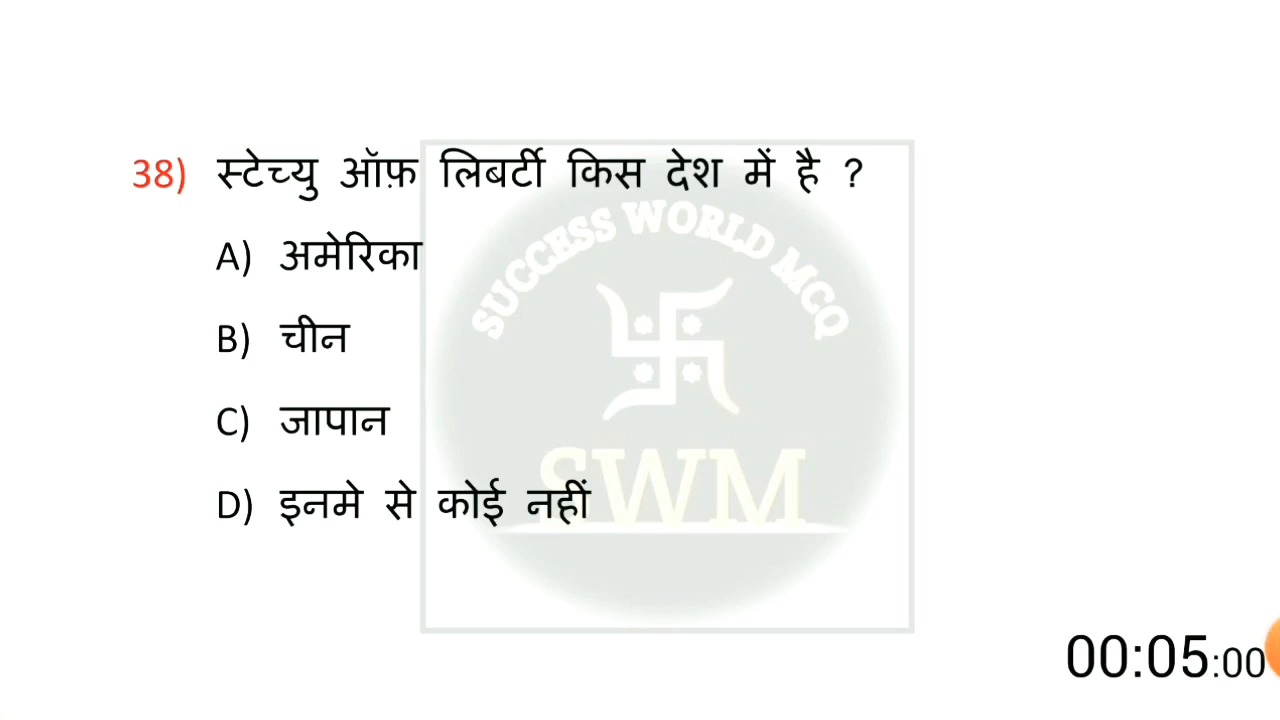 38) स्टेच्यु ऑफ़ लिबर्टी किस देश में है ?
A) अमेरिका
B) चीन
C) जापान
D) इनमे से कोई नहीं
SUCCESS WORLD MCQ
SWM
00:05:00